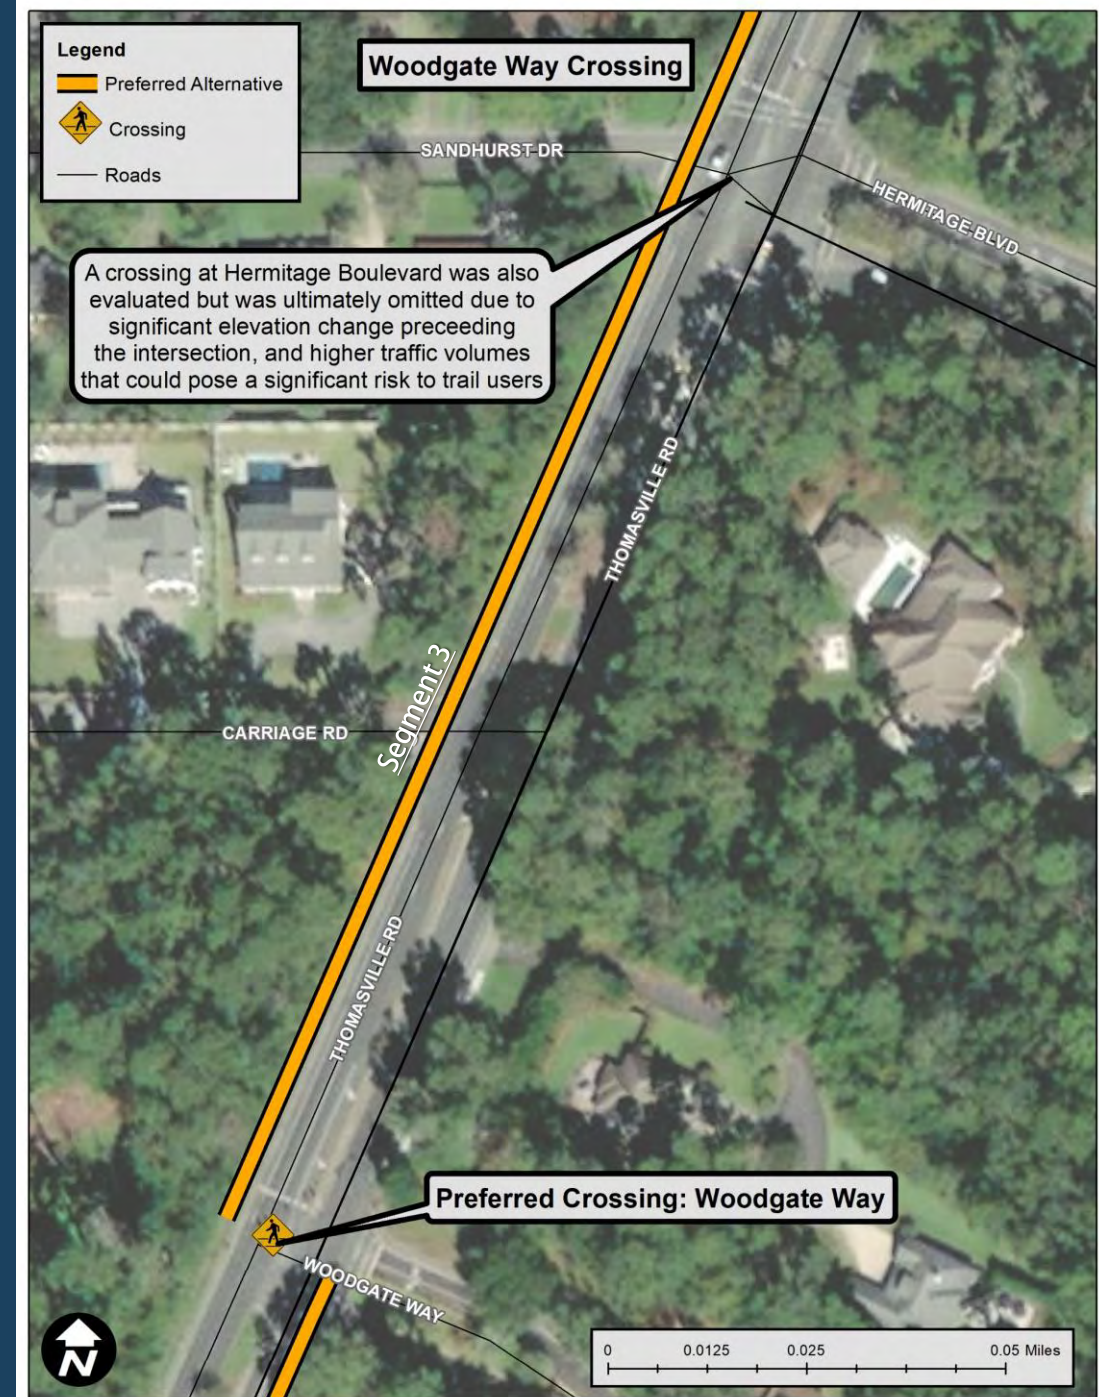 Legend
Preferred Alternative
Crossing
Roads
Woodgate Way Crossing
SANDHURST DR
HERMITAGE BLVD
A crossing at Hermitage Boulevard was also
evaluated but was ultimately omitted due to
significant elevation change preceeding
the intersection, and higher traffic volumes
that could pose a significant risk to trail users
THOMASVILLE RD
Segment 3
CARRIAGE RD
THOMASVILLE RD
Preferred Crossing: Woodgate Way
WOODGATE WAY
N
0 0.0125 0.025 0.05 Miles